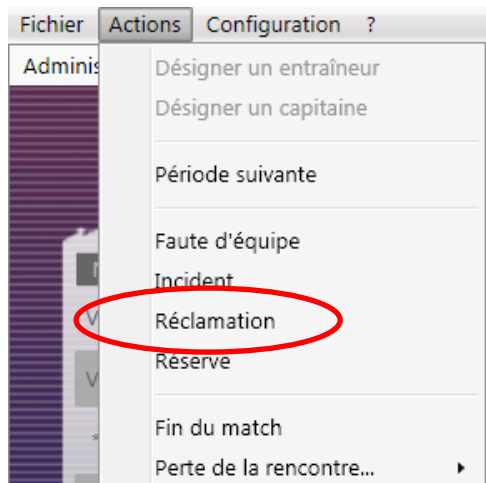 Fichier Actions Configuration ?
Adminis
Désigner un entraîneur
Désigner un capitaine
Période suivante
Faute d'équipe
Incident
Réclamation
Réserve
Fin du match
Perte de la rencontre...